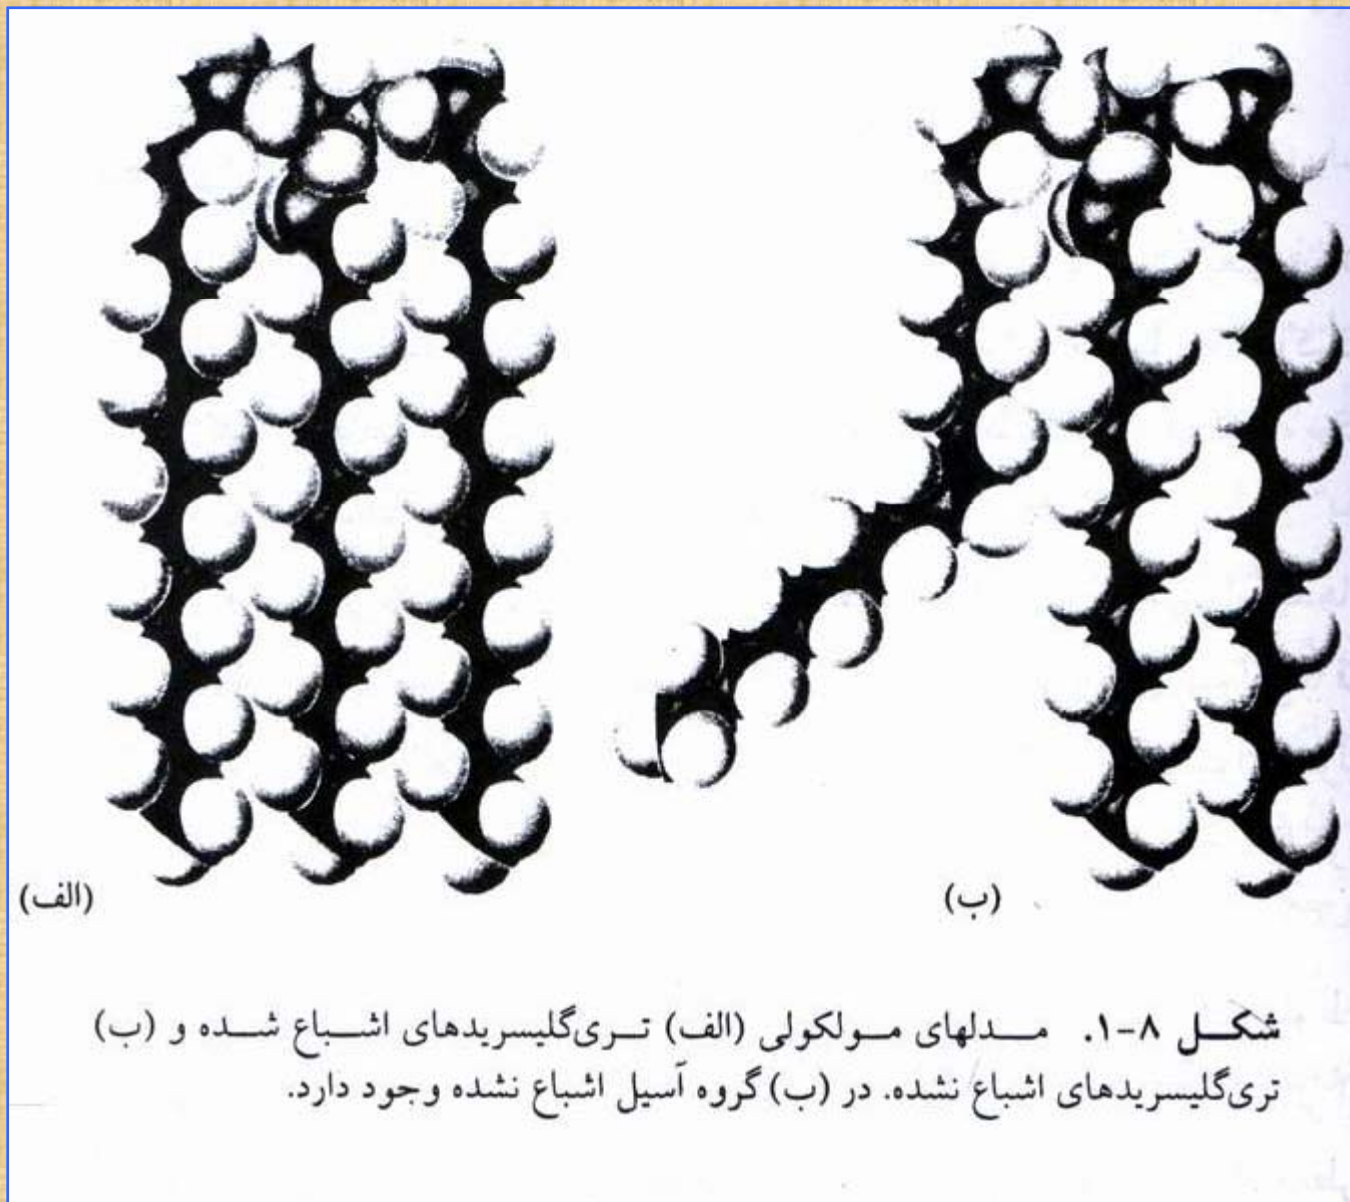 (الف)
(ب)
شکل ۸-۱. مدلهای مولکولی (الف) تری‌گلیسریدهای اشباع شده و (ب)
تری‌گلیسریدهای اشباع نشده. در (ب) گروه آسیل اشباع نشده وجود دارد.